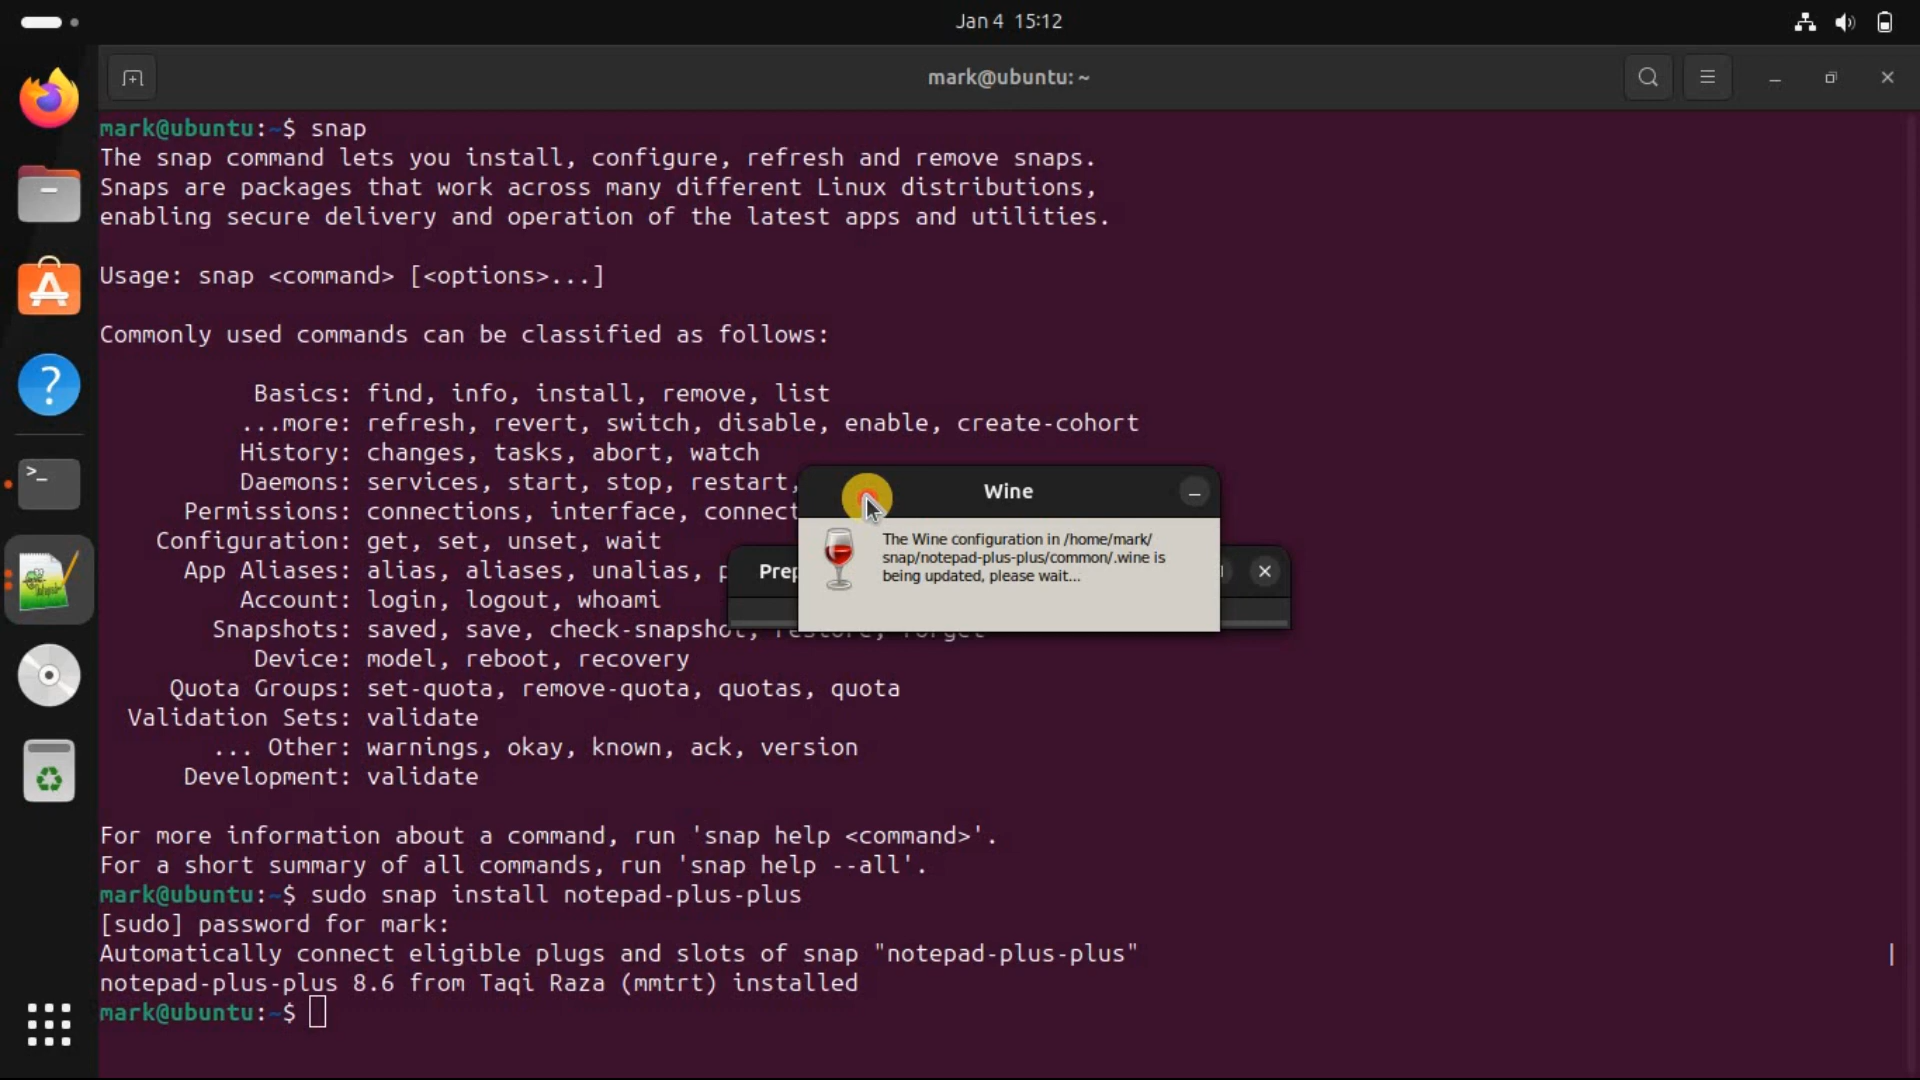 Jan 4 15:12
mark@ubuntu: ~
mark@ubuntu:~$ snap
The snap command lets you install, configure, refresh and remove snaps.
Snaps are packages that work across many different Linux distributions,
enabling secure delivery and operation of the latest apps and utilities.
Usage: snap <command> [<options>...]
Commonly used commands can be classified as follows:
Basics: find, info, install, remove, list
...more: refresh, revert, switch, disable, enable, create-cohort
History: changes, tasks, abort, watch
Daemons: services, start, stop, restart,
Permissions: connections, interface,
Configuration: get, set, unset, wait
App Aliases: alias, aliases, unalias,
Account: login, logout, whoami
Snapshots: saved, save, check-snapshot, restore, forget
Device: model, reboot, recovery
Quota Groups: set-quota, remove-quota, quotas, quota
Validation Sets: validate
... Other: warnings, okay, known, ack, version
Development: validate
For more information about a command, run 'snap help <command>'.
For a short summary of all commands, run 'snap help --all'.
mark@ubuntu:~$ sudo snap install notepad-plus-plus
[sudo] password for mark:
Automatically connect eligible plugs and slots of snap "notepad-plus-plus" |
notepad-plus-plus 8.6 from Taqi Raza (mmtrt) installed
mark@ubuntu:~$
Wine
The Wine configuration in /home/mark/
snap/notepad-plus-plus/common/.wine is
being updated, please wait...